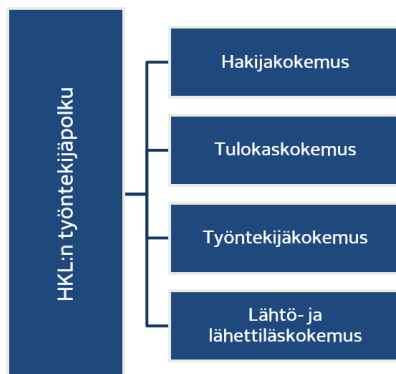 HKL:n työntekijäpolku
Hakijakokemus
Tulokaskokemus
Työntekijäkokemus
Lähtö- ja
lähettiläskokemus